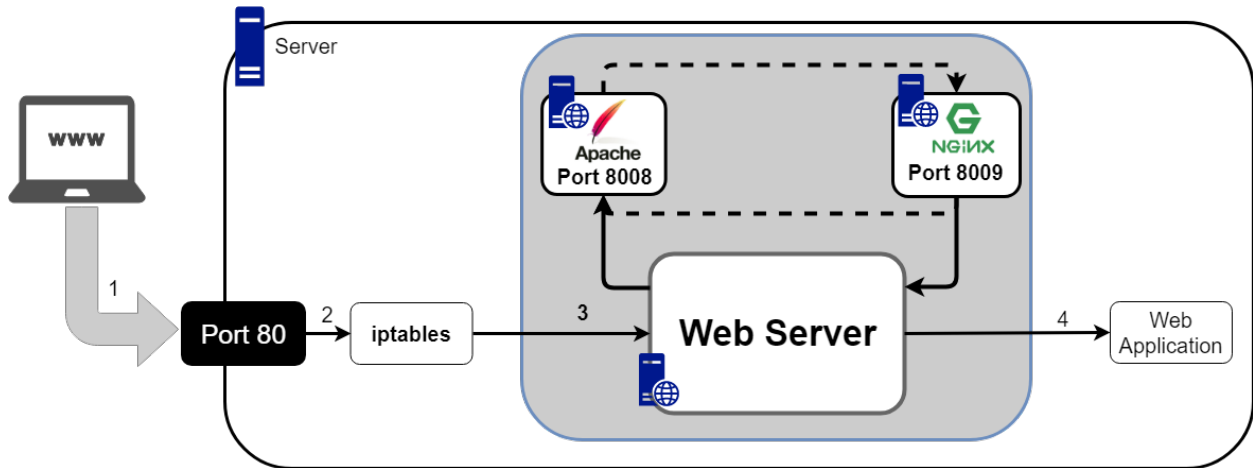 Server
www
Apache
Port 8008
NGiNX
Port 8009
1
Port 80
2
iptables
3
Web Server
4
Web
Application